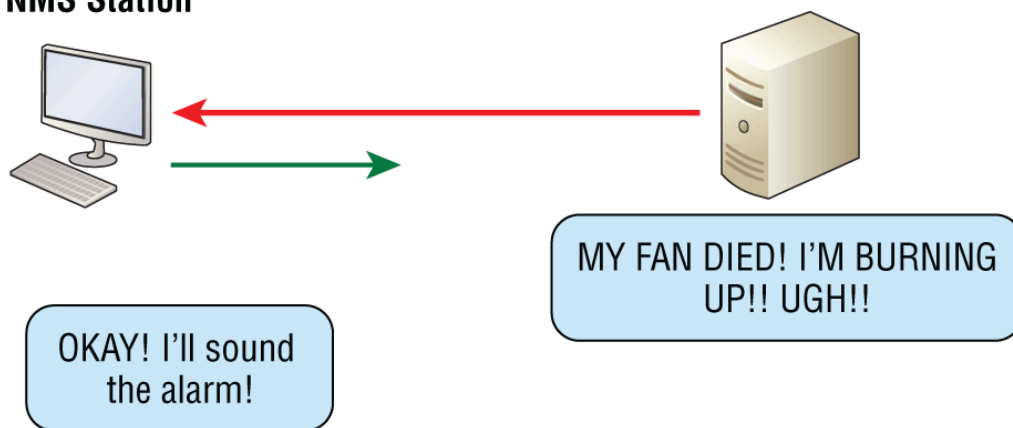 NMS Station
MY FAN DIED! I'M BURNING
UP!! UGH!!
OKAY! I'll sound
the alarm!